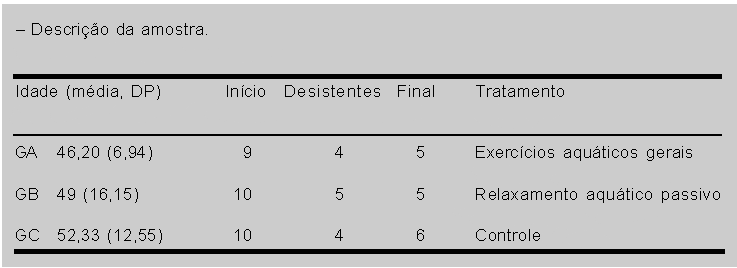 – Descrição da amostra.
Idade (média, DP) Início Desistentes Final Tratamento
GA 46,20 (6,94) 9 4 5 Exercícios aquáticos gerais
GB 49 (16,15) 10 5 5 Relaxamento aquático passivo
GC 52,33 (12,55) 10 4 6 Controle